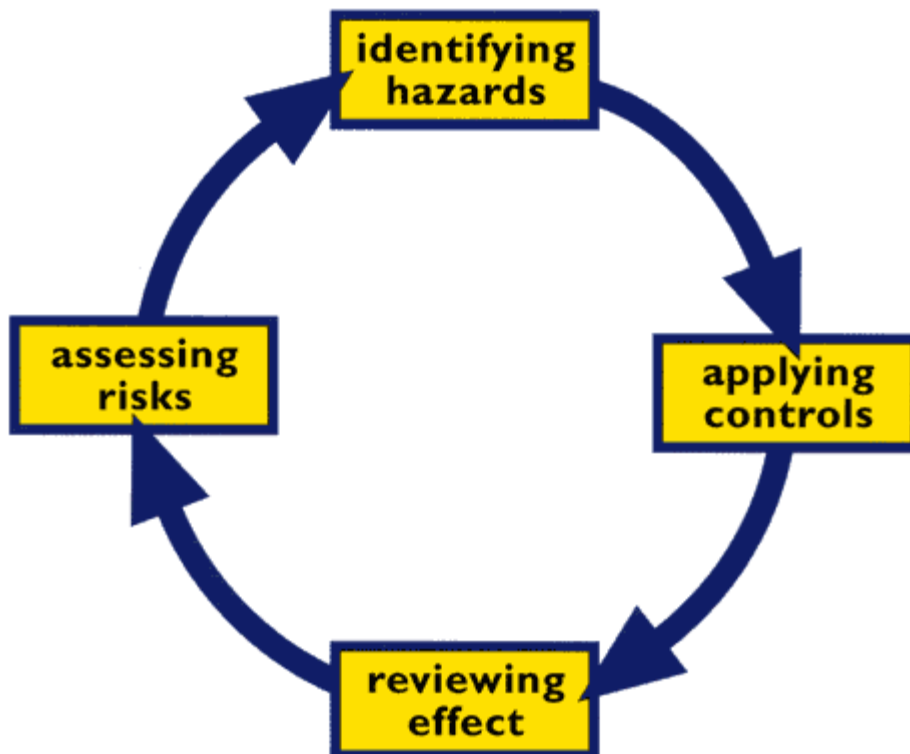 identifying
hazards
applying
controls
reviewing
effect
assessing
risks